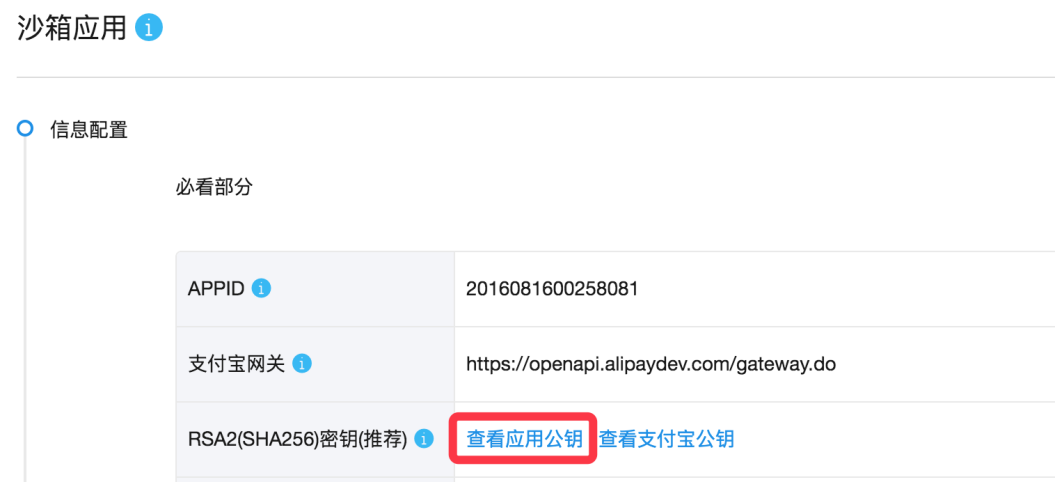 沙箱应用
信息配置
必看部分
APPID 2016081600258081
支付宝网关 https://openapi.alipaydev.com/gateway.do
RSA2(SHA256)密钥(推荐) 查看应用公钥 查看支付宝公钥